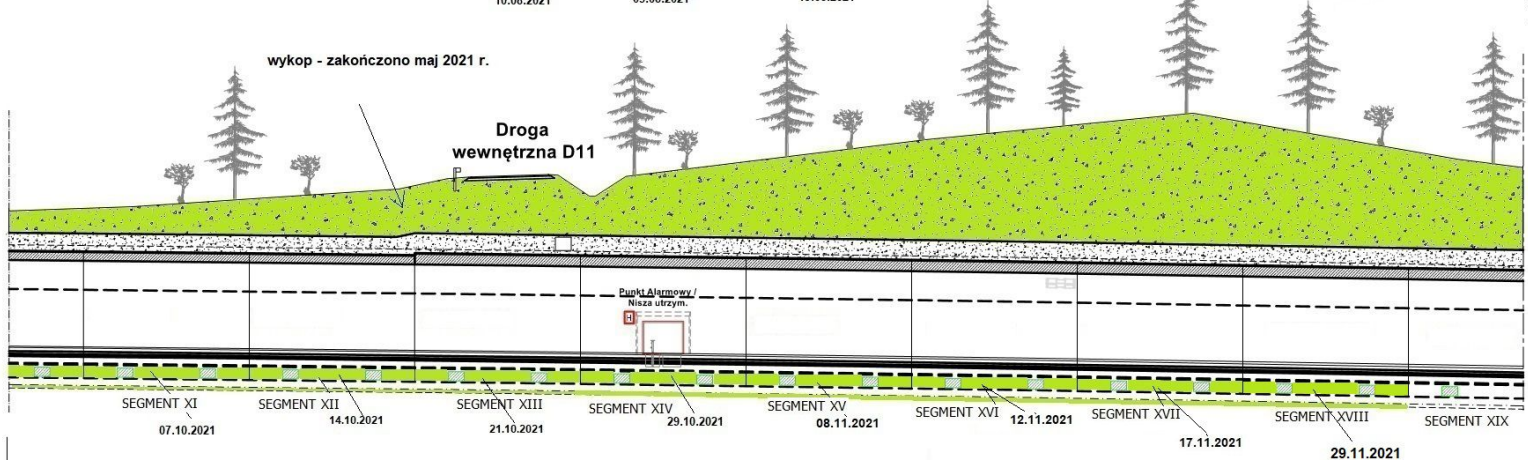 wykop - zakończono maj 2021 r.
Droga
wewnętrzna D11
Punkt Alarmowy /
Nisza utrzym.
H
SEGMENT XI
SEGMENT XII
SEGMENT XIII
SEGMENT XIV
SEGMENT XV
SEGMENT XVI
SEGMENT XVII
SEGMENT XVIII
SEGMENT XIX
07.10.2021
14.10.2021
21.10.2021
29.10.2021
08.11.2021
12.11.2021
17.11.2021
29.11.2021